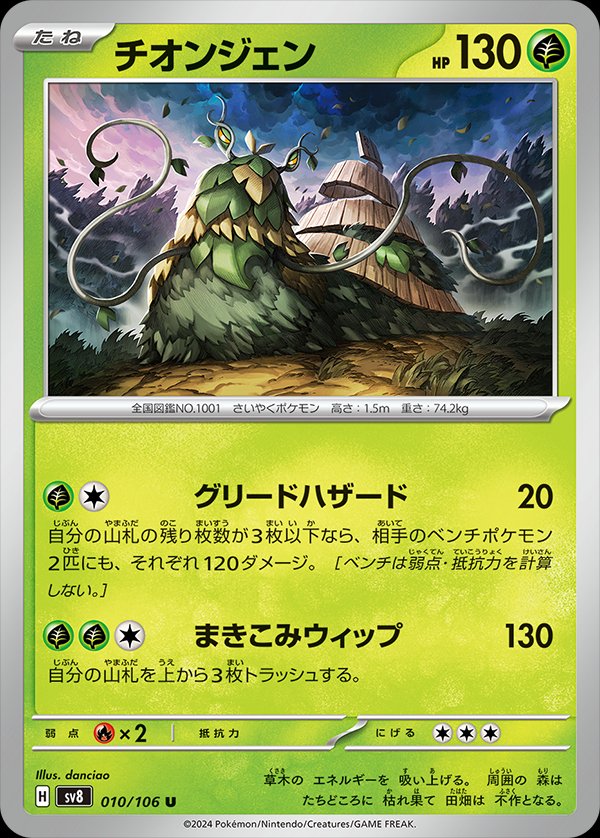 たね
チオンジェン
HP 130
全国図鑑NO.1001 さいやくポケモン 高さ：1.5m 重さ：74.2kg
グリードハザード 20
自分の山札の残り枚数が3枚以下なら、相手のベンチポケモン
2匹にも、それぞれ120ダメージ。［ベンチは弱点・抵抗力を計算
しない。］
まきこみウィップ 130
自分の山札を上から3枚トラッシュする。
弱点 ×2 抵抗力 にげる
Illus. danciao
H sv8 010/106 U
草木の エネルギーを 吸い上げる。 周囲の 森は
たちどころに 枯れ果て 田畑は 不作となる。
©2024 Pokémon/Nintendo/Creatures/GAME FREAK.